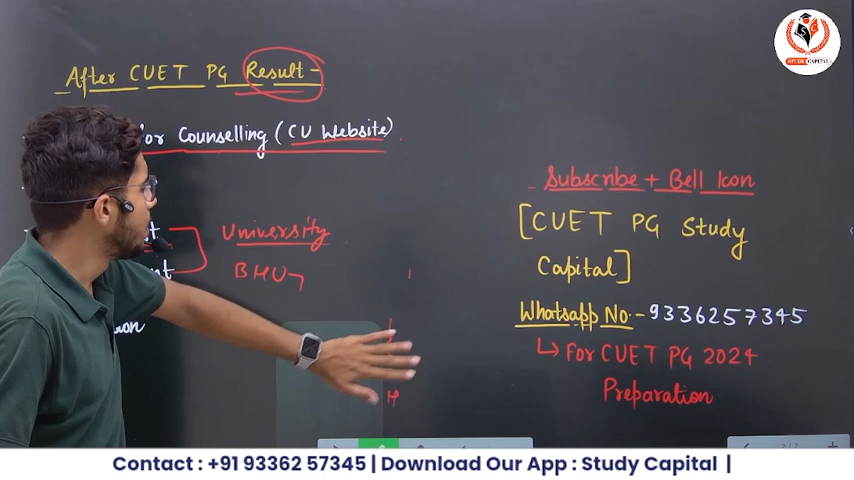 After CUET PG Result -
for Counselling (CU Website)
University
BHU
Subscribe + Bell Icon
[CUET PG Study
Capital]
Whatsapp No. - 9336257345
↳ For CUET PG 2024
Preparation
STUDY CAPITAL
Contact : +91 93362 57345 | Download Our App : Study Capital |